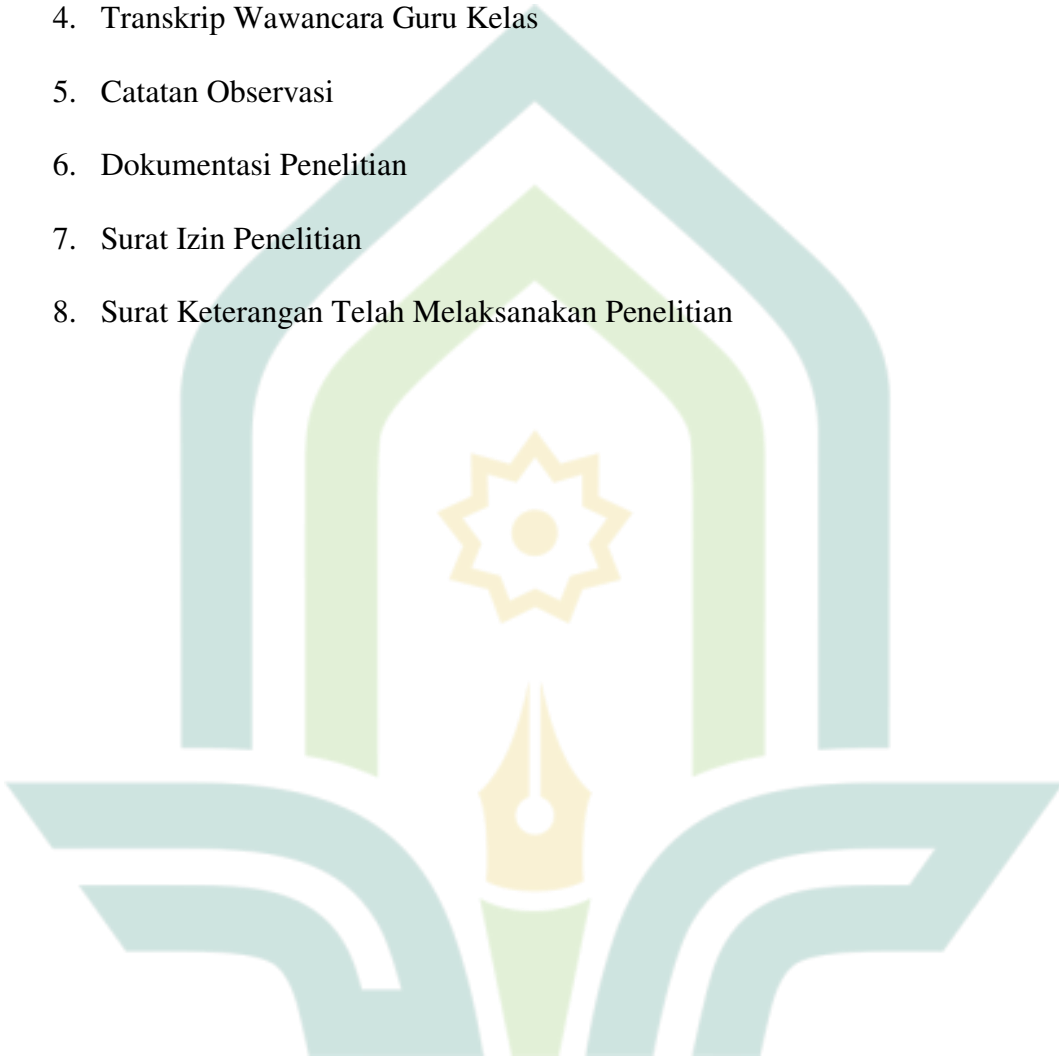 4. Transkrip Wawancara Guru Kelas
5. Catatan Observasi
6. Dokumentasi Penelitian
7. Surat Izin Penelitian
8. Surat Keterangan Telah Melaksanakan Penelitian